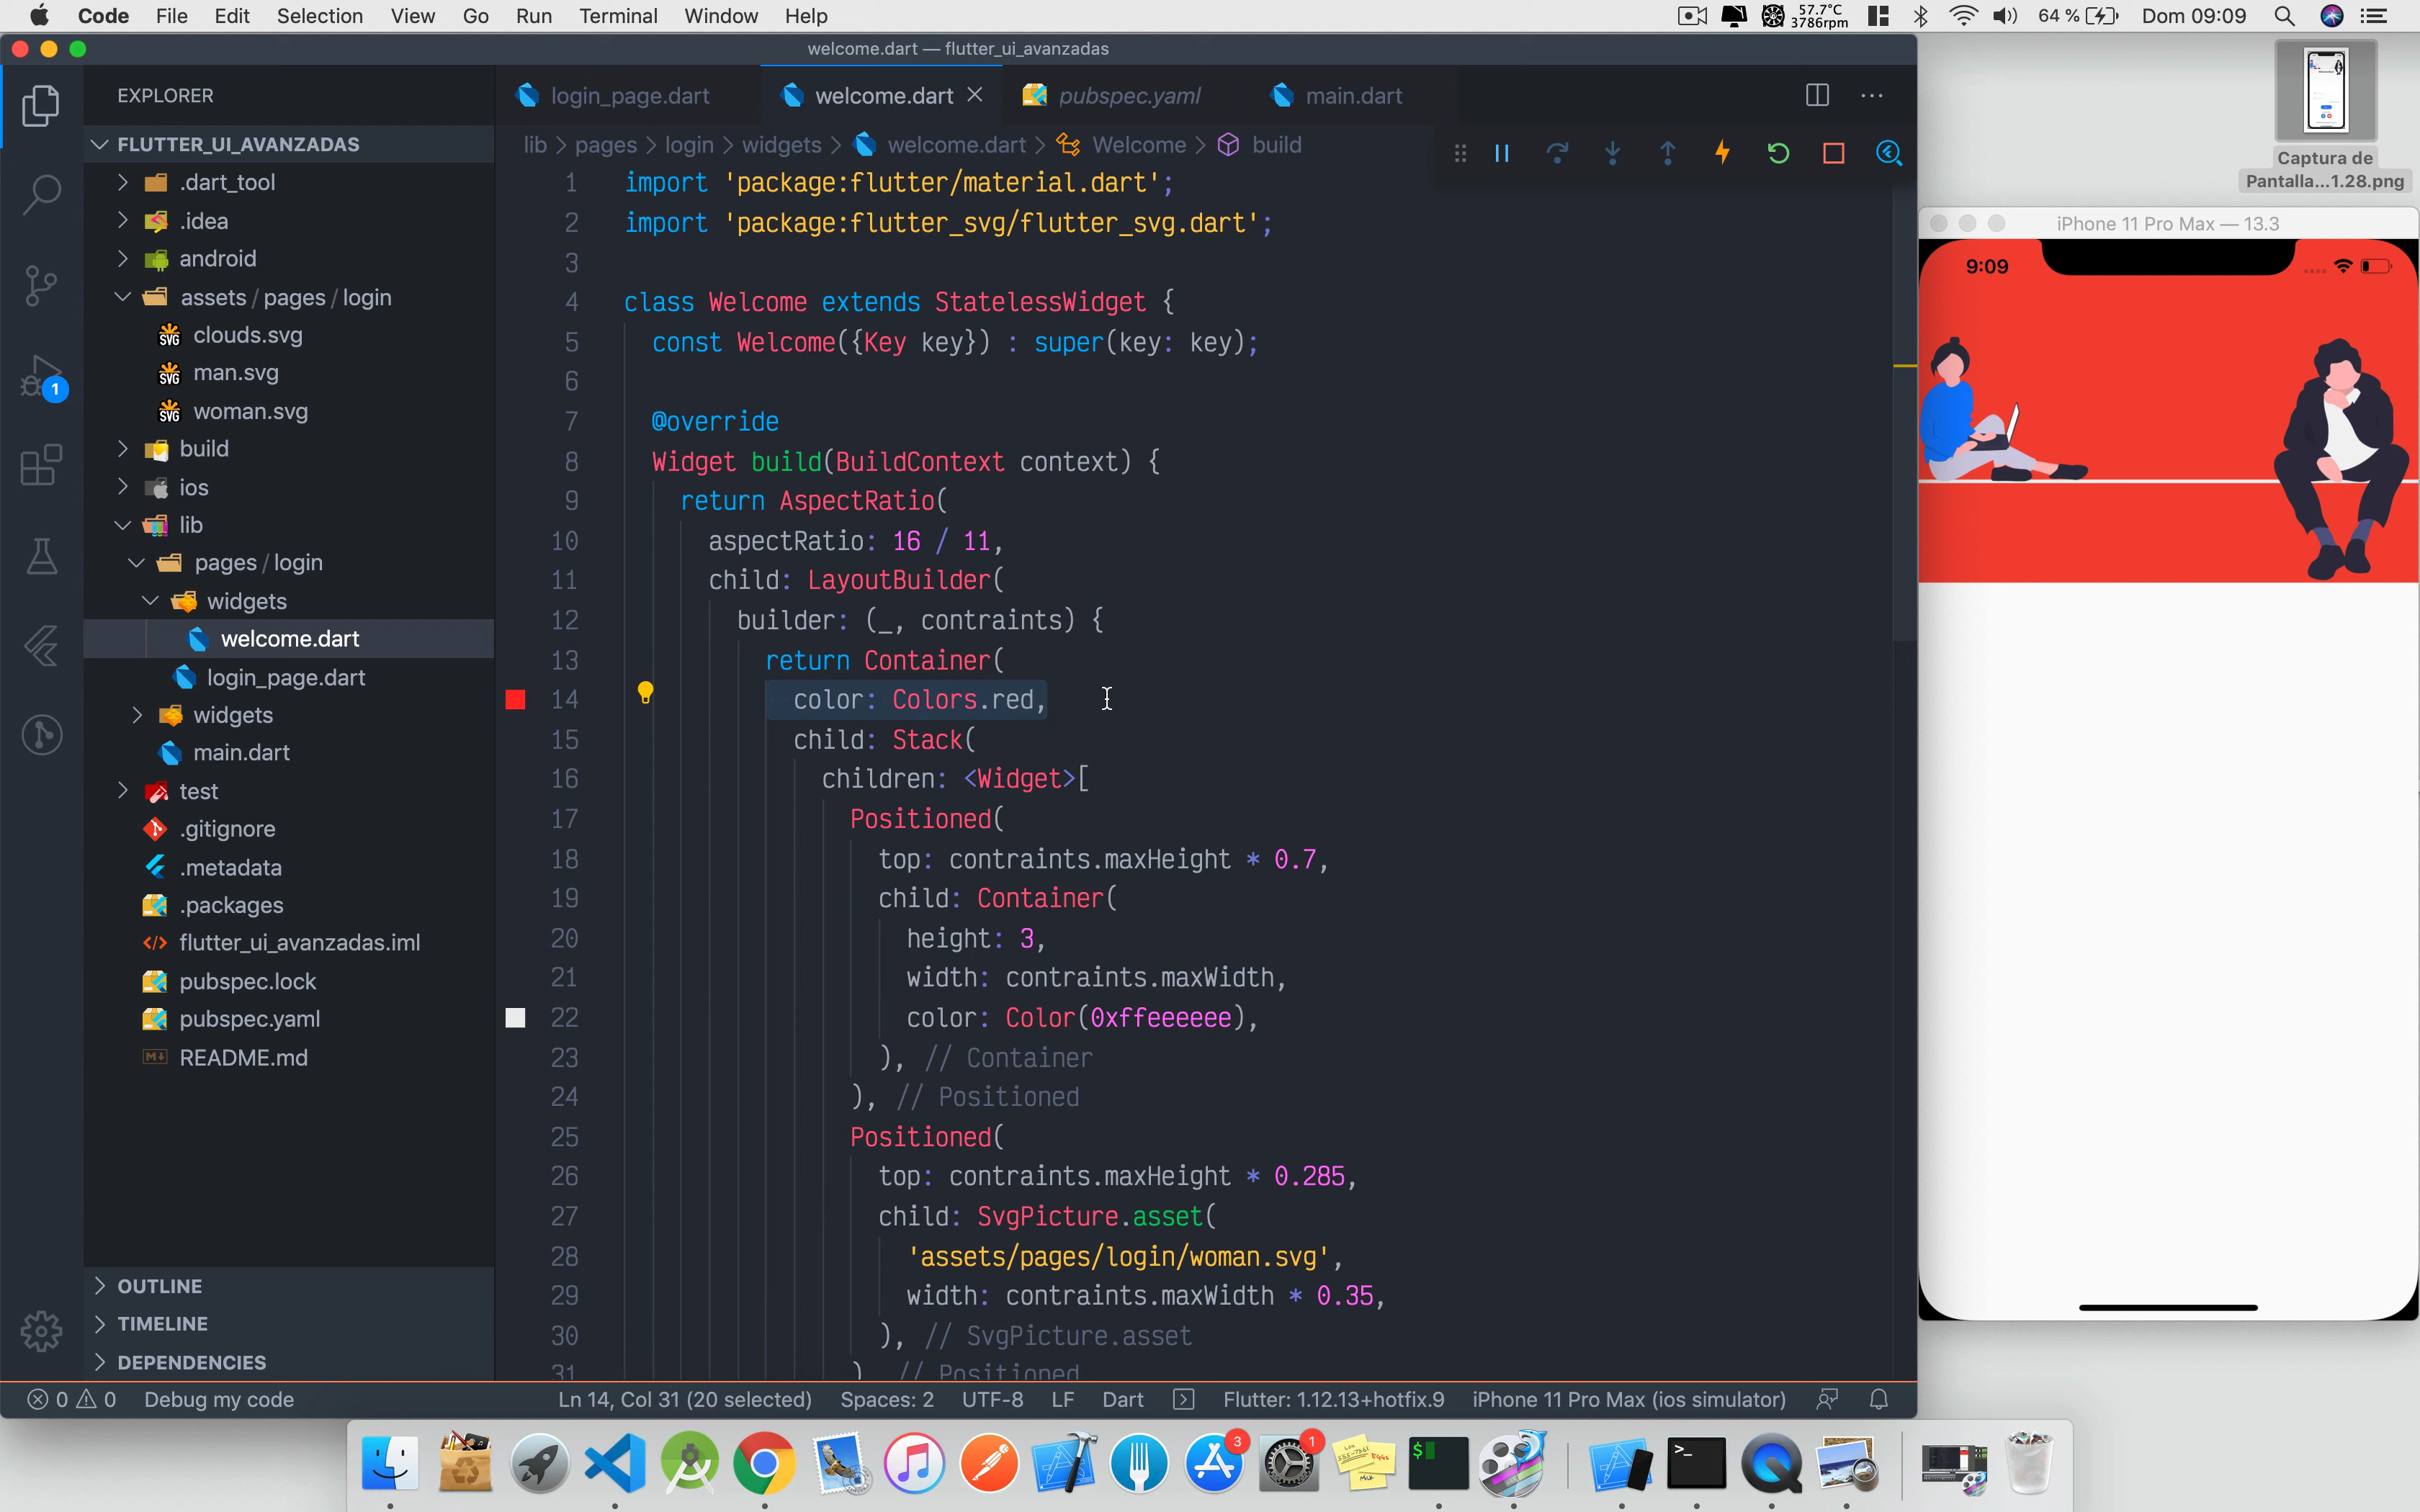 Code File Edit Selection View Go Run Terminal Window Help
57.7°C
3786rpm
64 %
Dom 09:09
welcome.dart — flutter_ui_avanzadas
EXPLORER
FLUTTER_UI_AVANZADAS
.dart_tool
.idea
android
assets / pages / login
clouds.svg
man.svg
woman.svg
build
ios
lib
pages / login
widgets
welcome.dart
login_page.dart
widgets
main.dart
test
.gitignore
.metadata
.packages
flutter_ui_avanzadas.iml
pubspec.lock
pubspec.yaml
README.md
OUTLINE
TIMELINE
DEPENDENCIES
1
login_page.dart welcome.dart pubspec.yaml main.dart
lib > pages > login > widgets > welcome.dart > Welcome > build
1 import 'package:flutter/material.dart';
2 import 'package:flutter_svg/flutter_svg.dart';
3
4 class Welcome extends StatelessWidget {
5 const Welcome({Key key}) : super(key: key);
6
7 @override
8 Widget build(BuildContext context) {
9 return AspectRatio(
10 aspectRatio: 16 / 11,
11 child: LayoutBuilder(
12 builder: (_, contraints) {
13 return Container(
14 color: Colors.red,
15 child: Stack(
16 children: <Widget>[
17 Positioned(
18 top: contraints.maxHeight * 0.7,
19 child: Container(
20 height: 3,
21 width: contraints.maxWidth,
22 color: Color(0xffeeeeee),
23 ), // Container
24 ), // Positioned
25 Positioned(
26 top: contraints.maxHeight * 0.285,
27 child: SvgPicture.asset(
28 'assets/pages/login/woman.svg',
29 width: contraints.maxWidth * 0.35,
30 ), // SvgPicture.asset
31 ) // Positioned
0 0 Debug my code
Ln 14, Col 31 (20 selected) Spaces: 2 UTF-8 LF Dart Flutter: 1.12.13+hotfix.9 iPhone 11 Pro Max (ios simulator)
Captura de
Pantalla...1.28.png
iPhone 11 Pro Max — 13.3
9:09
3
1